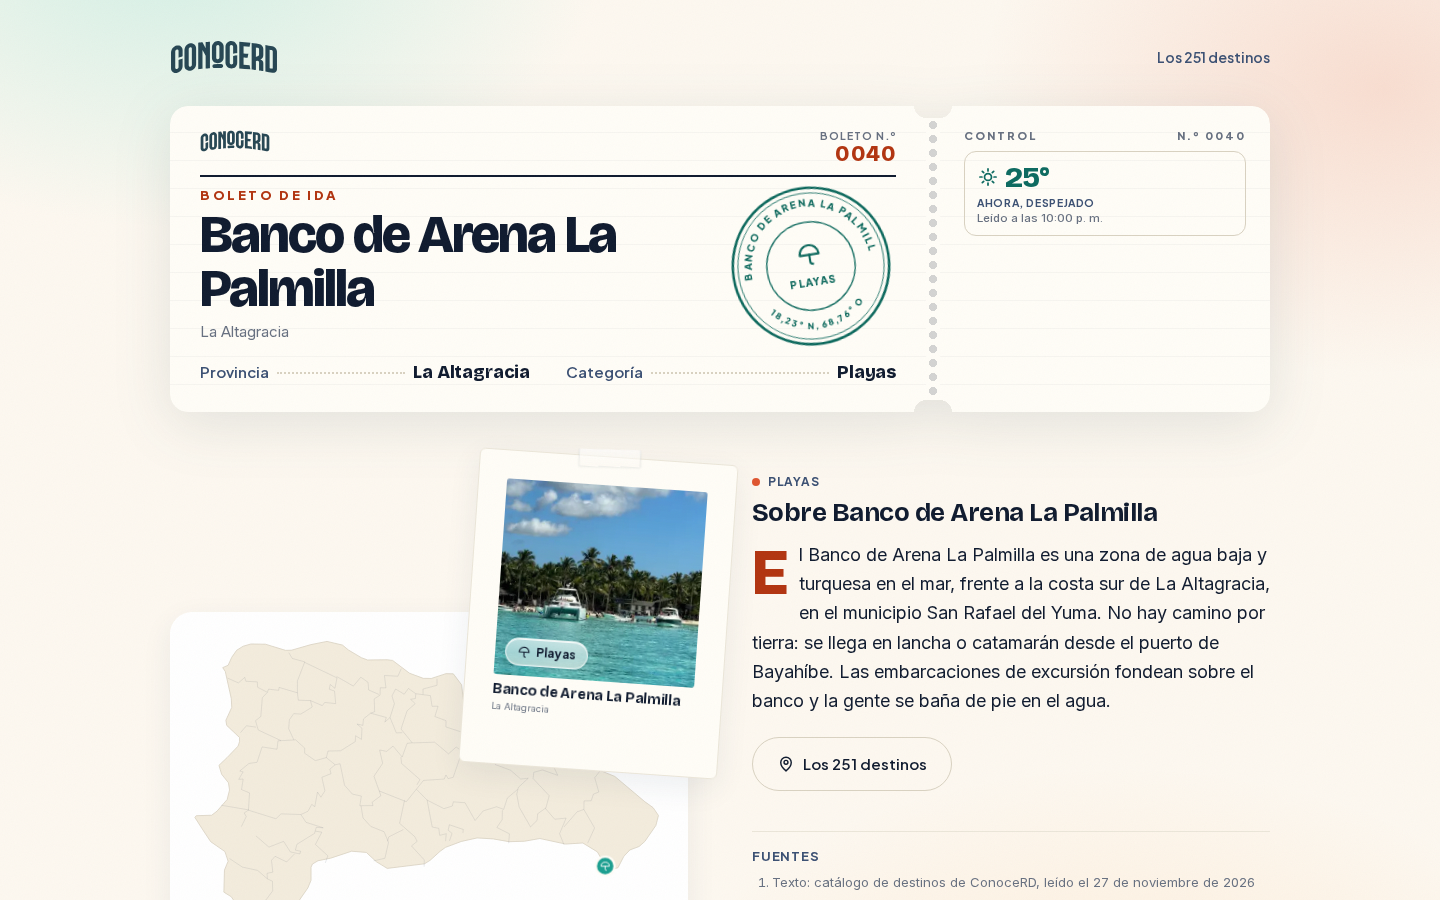 CONOCERD
Los 251 destinos
CONOCERD
BOLETO N.º
0040
BOLETO DE IDA
Banco de Arena La
Palmilla
La Altagracia
BANCO DE ARENA LA PALMILL
PLAYAS
18,23° N, 68,76° O
Provincia
La Altagracia
Categoría
Playas
CONTROL
N.º 0040
25°
AHORA, DESPEJADO
Leído a las 10:00 p. m.
Playas
Banco de Arena La Palmilla
La Altagracia
PLAYAS
Sobre Banco de Arena La Palmilla
El Banco de Arena La Palmilla es una zona de agua baja y
turquesa en el mar, frente a la costa sur de La Altagracia,
en el municipio San Rafael del Yuma. No hay camino por
tierra: se llega en lancha o catamarán desde el puerto de
Bayahíbe. Las embarcaciones de excursión fondean sobre el
banco y la gente se baña de pie en el agua.
Los 251 destinos
FUENTES
1. Texto: catálogo de destinos de ConoceRD, leído el 27 de noviembre de 2026